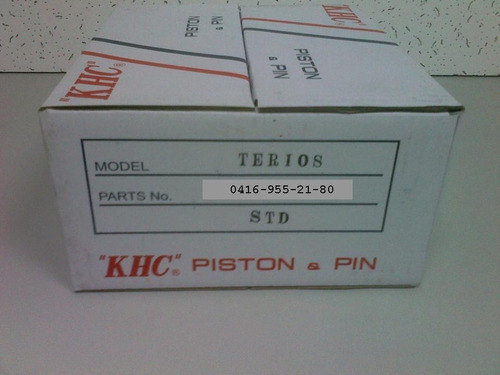 "KHC"®
PISTON
& PIN
KHC
PISTON
& PIN
MODEL TERIOS
PARTS No. 0416-955-21-80
STD
"KHC"® PISTON & PIN